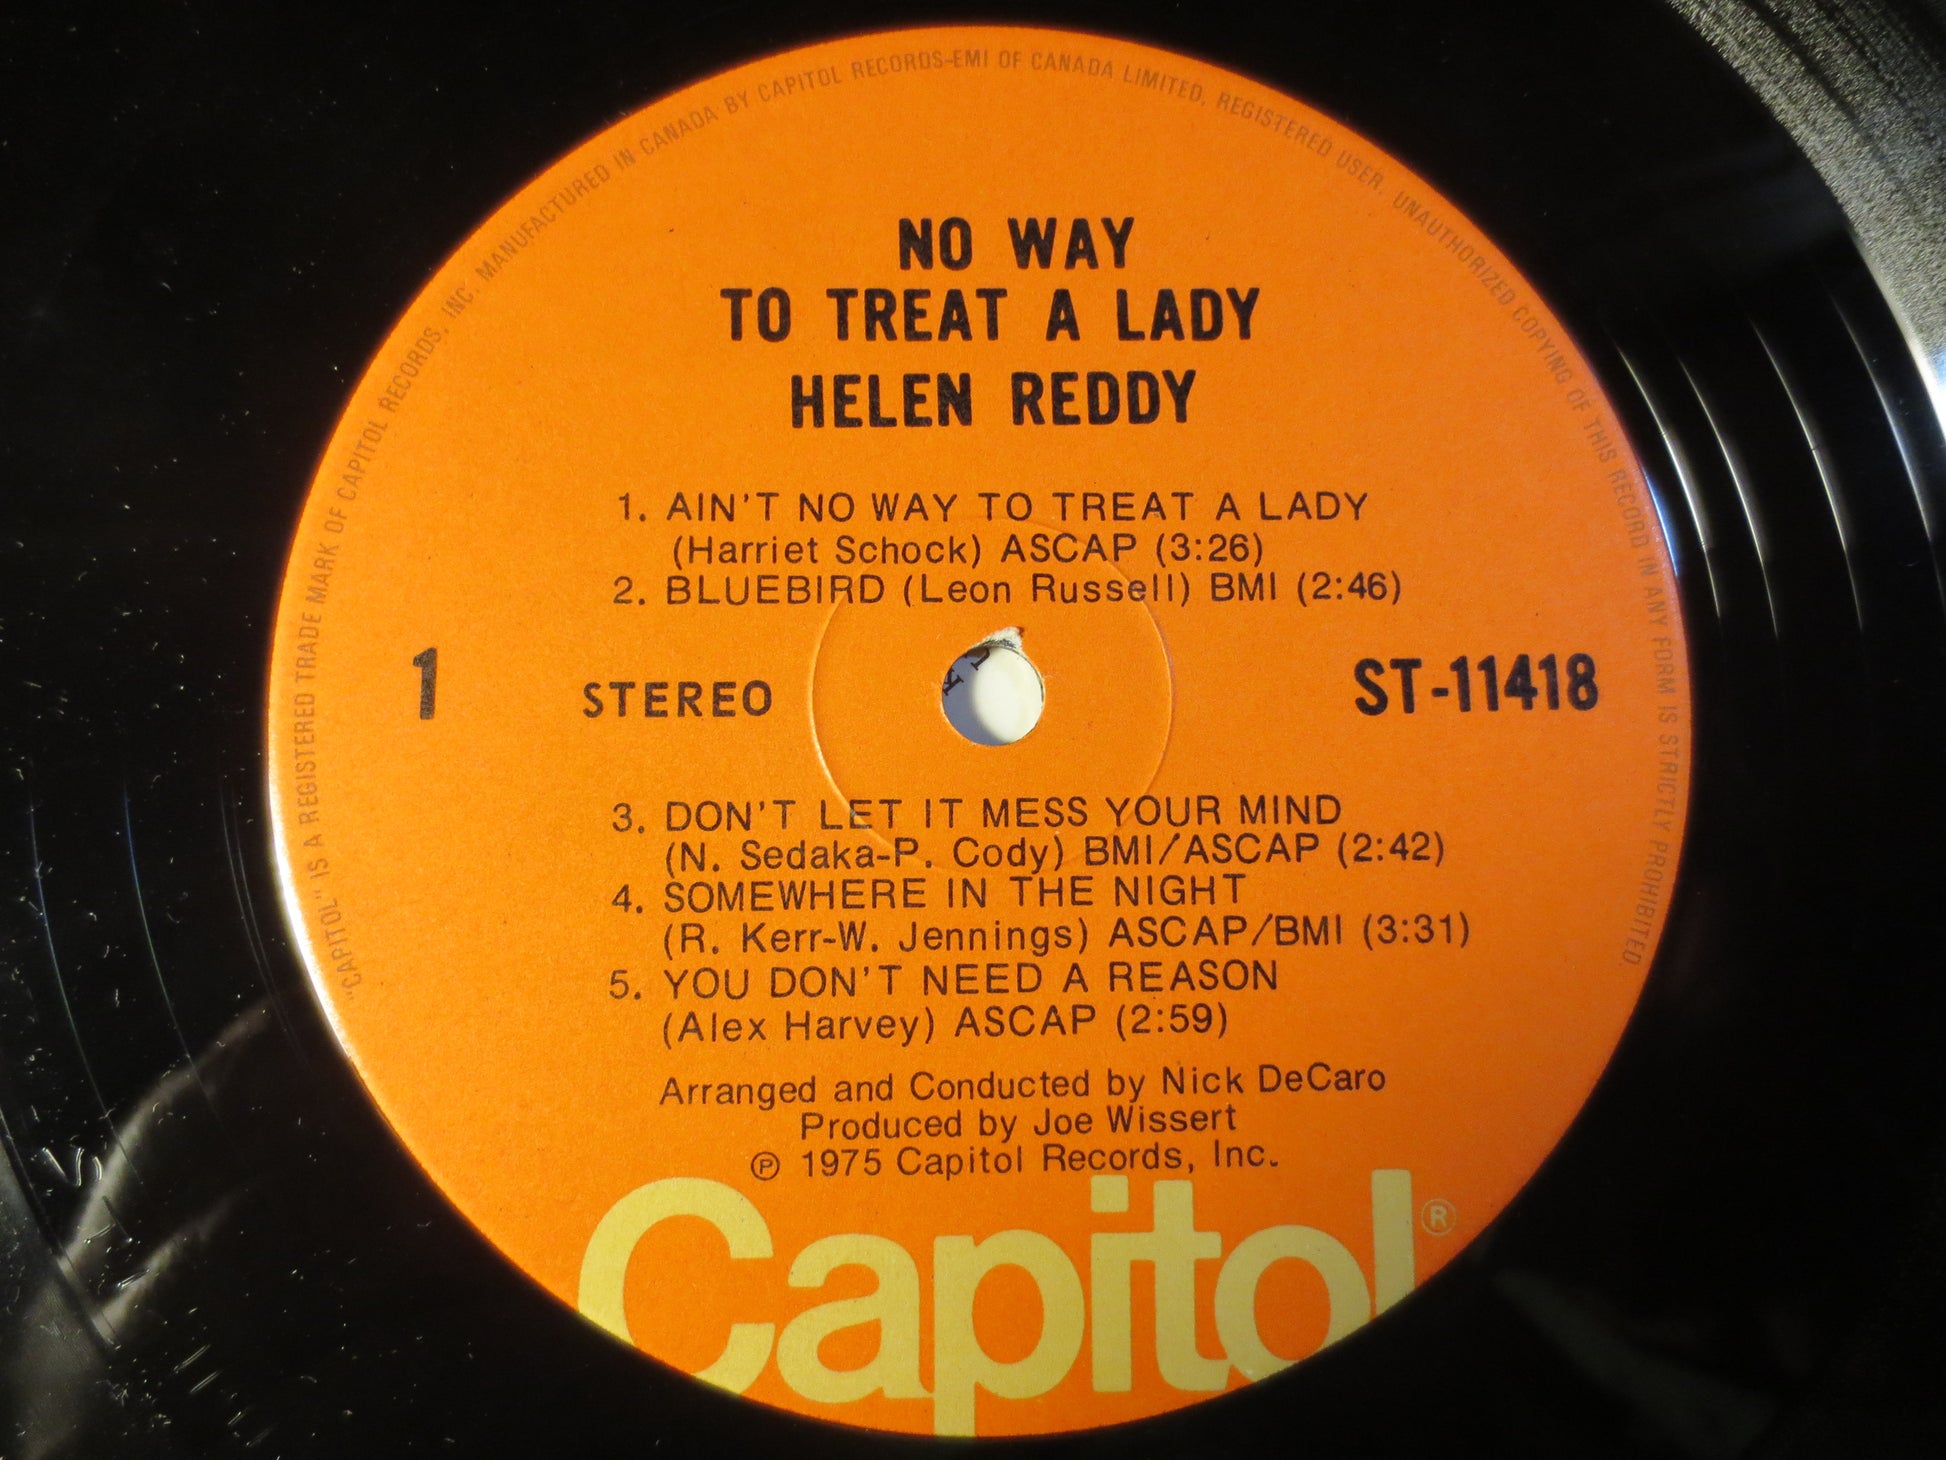 "CAPITOL" IS A REGISTERED TRADE MARK OF CAPITOL RECORDS, INC. MANUFACTURED IN CANADA BY CAPITOL RECORDS-EMI OF CANADA LIMITED, REGISTERED USER. UNAUTHORIZED COPYING OF THIS RECORD IN ANY FORM IS STRICTLY PROHIBITED.
NO WAY
TO TREAT A LADY
HELEN REDDY
1. AIN'T NO WAY TO TREAT A LADY
(Harriet Schock) ASCAP (3:26)
2. BLUEBIRD (Leon Russell) BMI (2:46)
1 STEREO ST-11418
3. DON'T LET IT MESS YOUR MIND
(N. Sedaka-P. Cody) BMI/ASCAP (2:42)
4. SOMEWHERE IN THE NIGHT
(R. Kerr-W. Jennings) ASCAP/BMI (3:31)
5. YOU DON'T NEED A REASON
(Alex Harvey) ASCAP (2:59)
Arranged and Conducted by Nick DeCaro
Produced by Joe Wissert
℗ 1975 Capitol Records, Inc.
Capitol ®